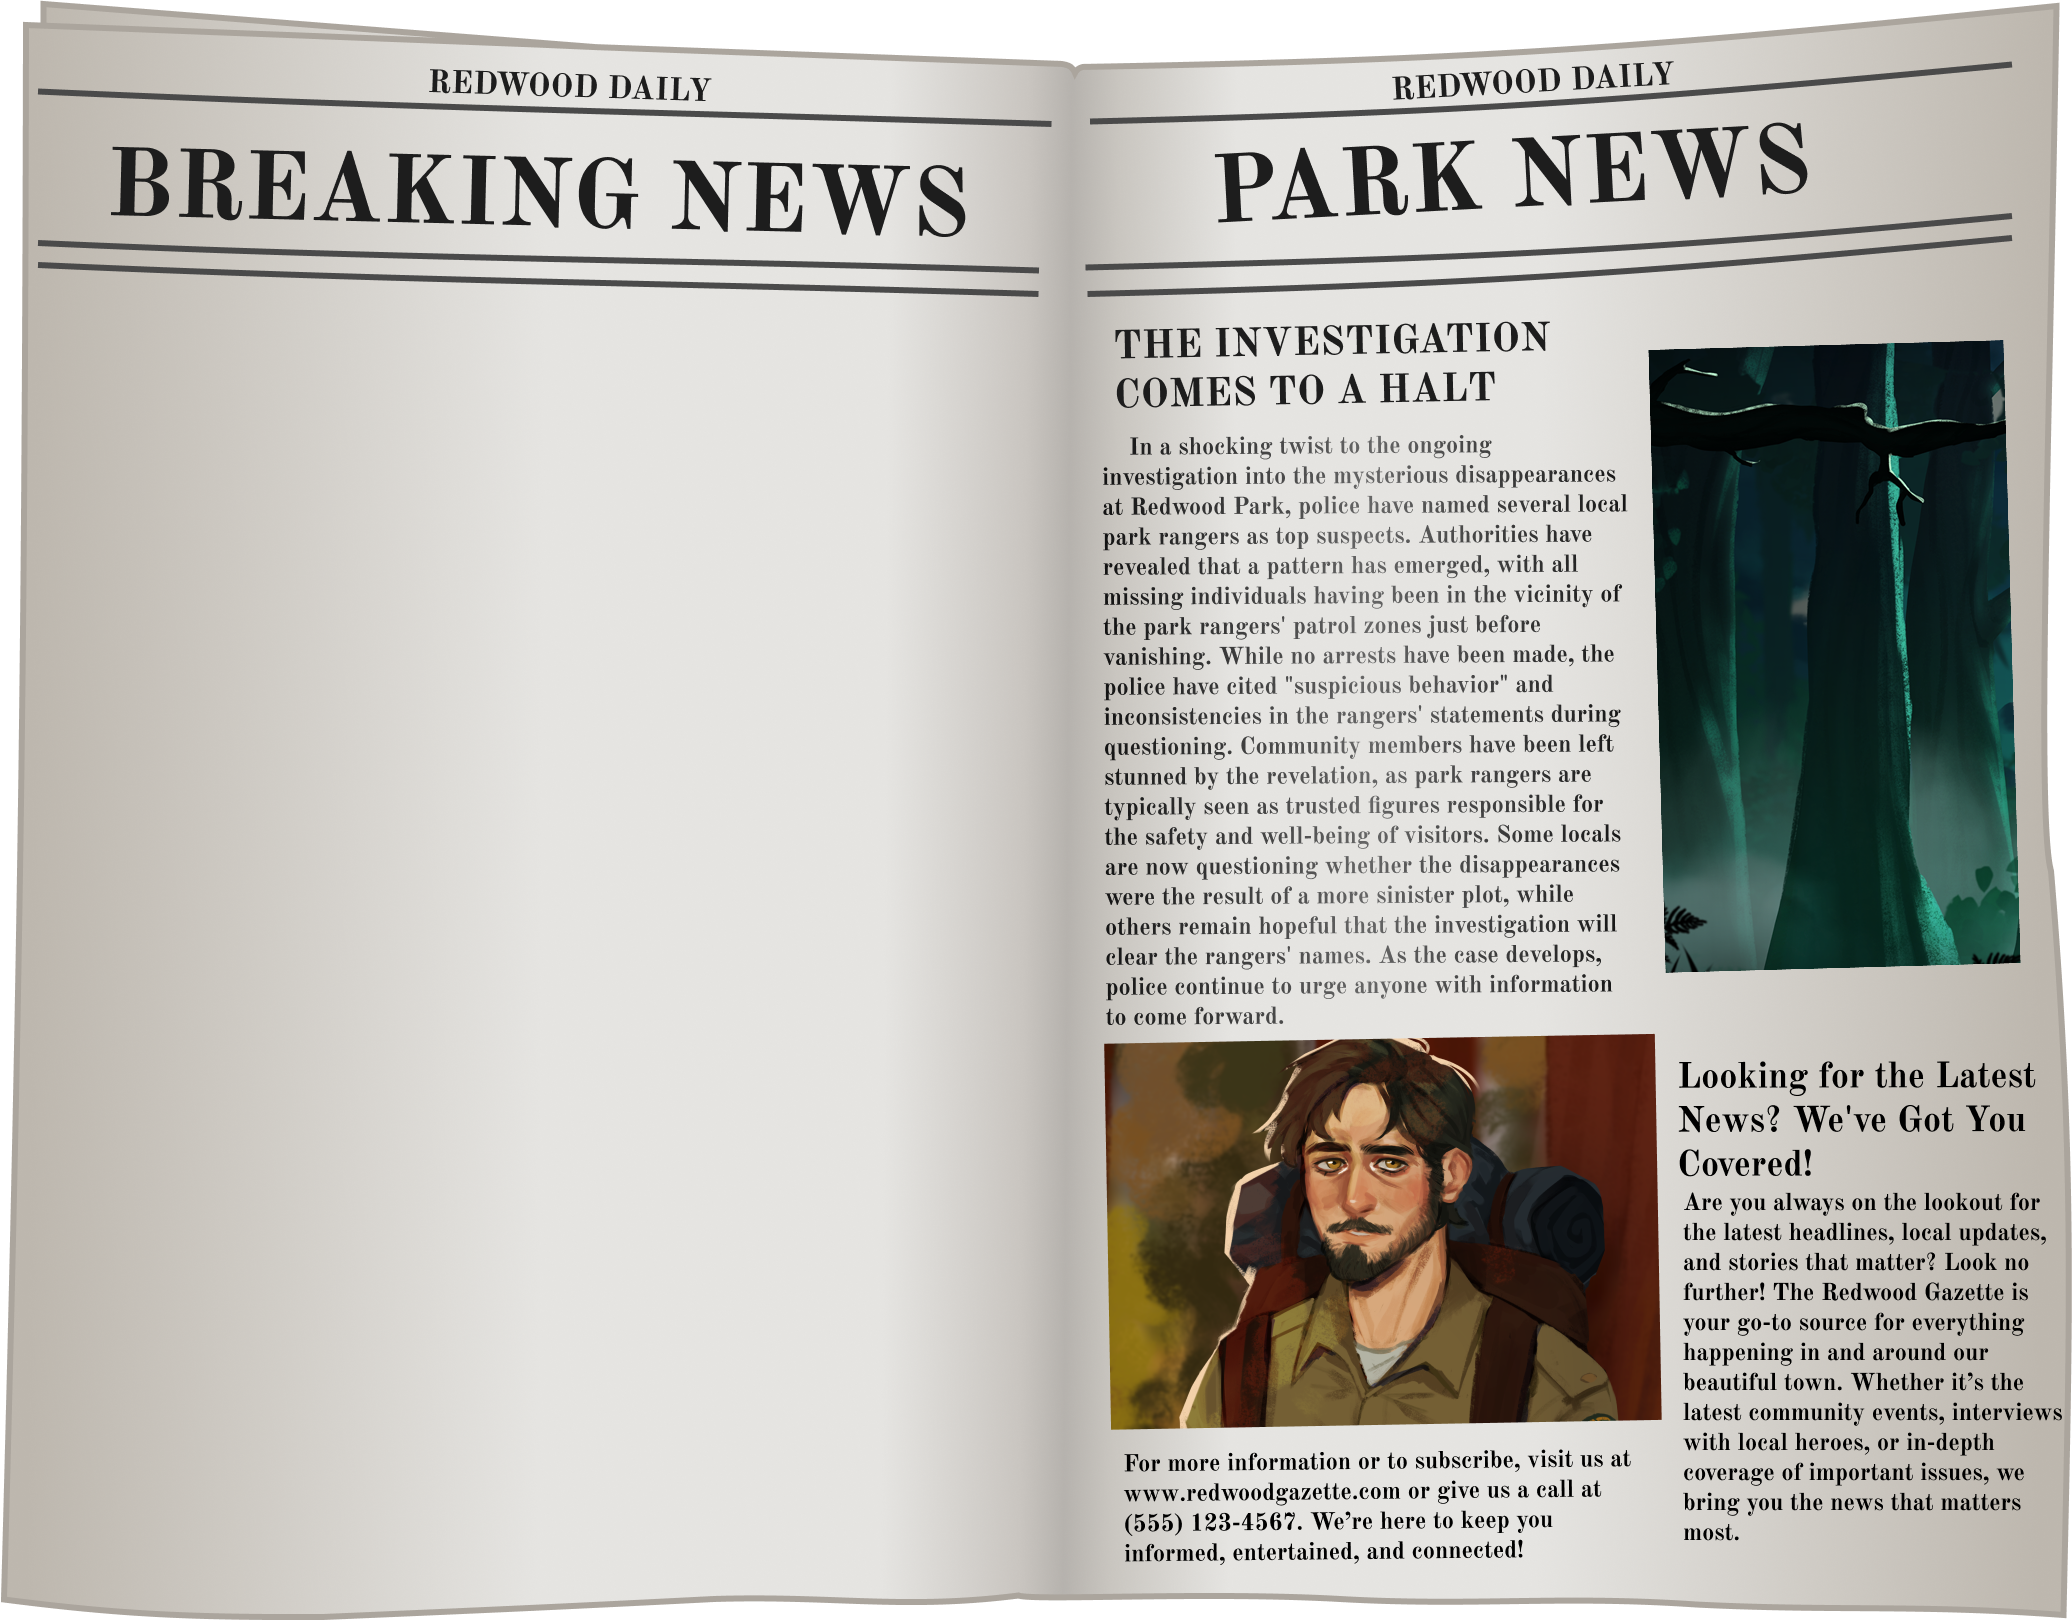 REDWOOD DAILY
BREAKING NEWS
REDWOOD DAILY
PARK NEWS
THE INVESTIGATION
COMES TO A HALT
In a shocking twist to the ongoing
investigation into the mysterious disappearances
at Redwood Park, police have named several local
park rangers as top suspects. Authorities have
revealed that a pattern has emerged, with all
missing individuals having been in the vicinity of
the park rangers' patrol zones just before
vanishing. While no arrests have been made, the
police have cited "suspicious behavior" and
inconsistencies in the rangers' statements during
questioning. Community members have been left
stunned by the revelation, as park rangers are
typically seen as trusted figures responsible for
the safety and well-being of visitors. Some locals
are now questioning whether the disappearances
were the result of a more sinister plot, while
others remain hopeful that the investigation will
clear the rangers' names. As the case develops,
police continue to urge anyone with information
to come forward.
For more information or to subscribe, visit us at
www.redwoodgazette.com or give us a call at
(555) 123-4567. We’re here to keep you
informed, entertained, and connected!
Looking for the Latest
News? We've Got You
Covered!
Are you always on the lookout for
the latest headlines, local updates,
and stories that matter? Look no
further! The Redwood Gazette is
your go-to source for everything
happening in and around our
beautiful town. Whether it’s the
latest community events, interviews
with local heroes, or in-depth
coverage of important issues, we
bring you the news that matters
most.